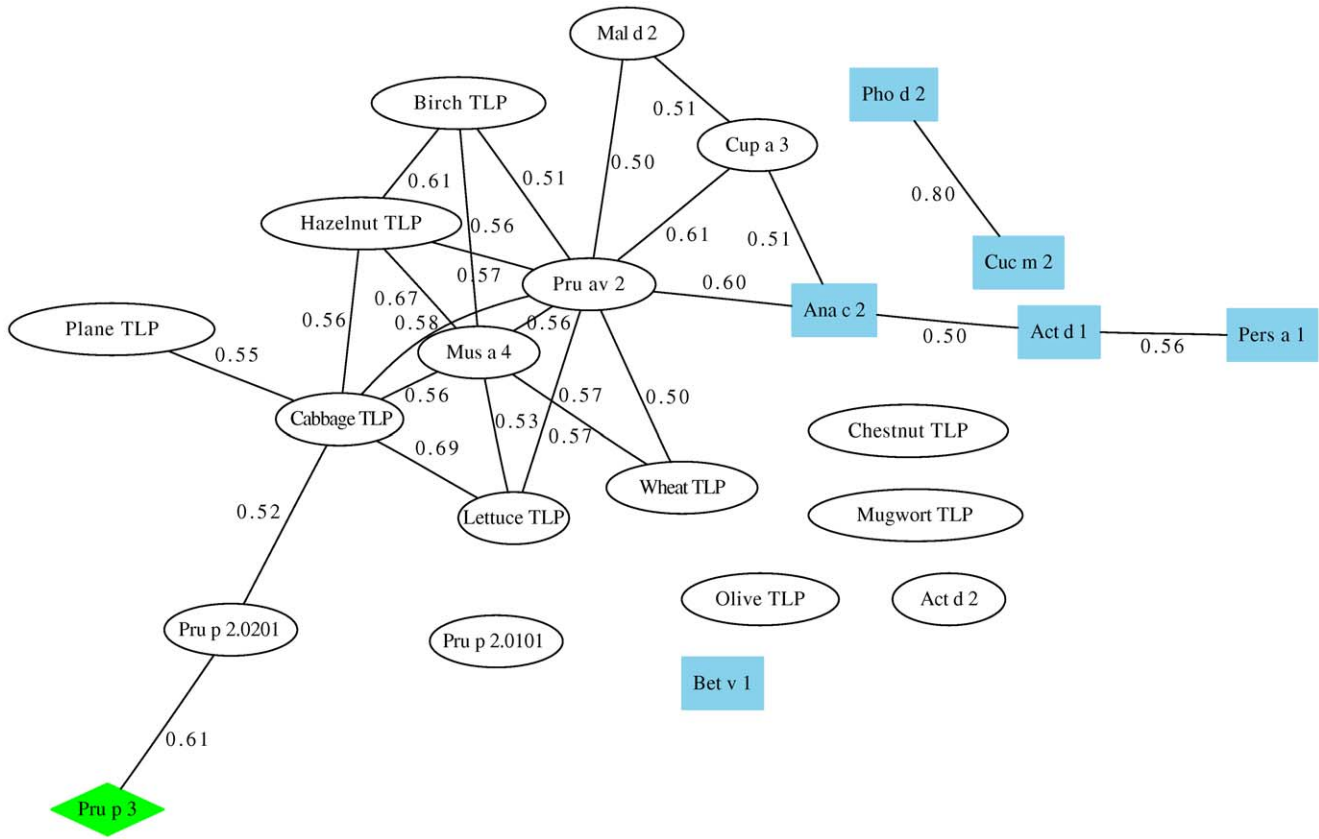 Mal d 2
Birch TLP
Pho d 2
0.51
Cup a 3
0.50
0.61
0.51
0.80
Hazelnut TLP
0.56
0.61
0.51
Cuc m 2
0.57
Pru av 2
0.60
Ana c 2
0.67
0.58
0.56
0.56
Plane TLP
0.50
Act d 1
0.56
Pers a 1
0.55
Mus a 4
0.56
0.57
0.50
Cabbage TLP
0.53
0.57
Chestnut TLP
0.69
Wheat TLP
0.52
Lettuce TLP
Mugwort TLP
Olive TLP
Act d 2
Pru p 2.0201
Pru p 2.0101
Bet v 1
0.61
Pru p 3